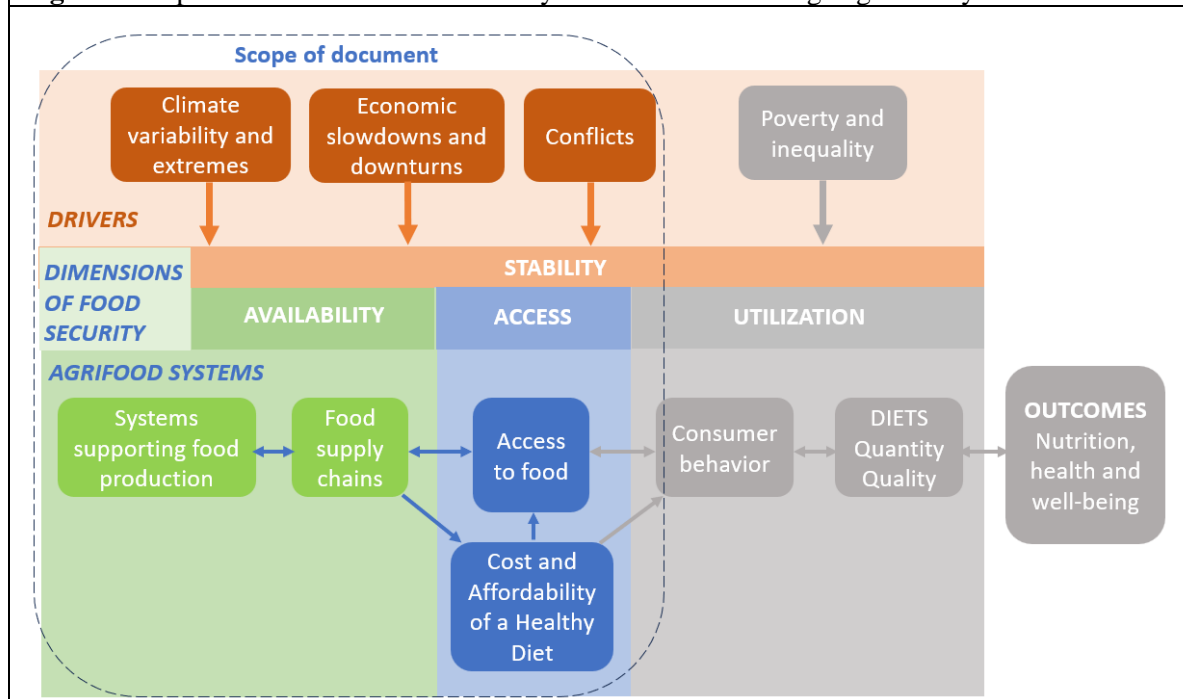 Scope of document
Climate
variability and
extremes
Economic
slowdowns and
downturns
Conflicts
Poverty and
inequality
DRIVERS
DIMENSIONS
OF FOOD
SECURITY
STABILITY
AVAILABILITY
ACCESS
UTILIZATION
AGRIFOOD SYSTEMS
Systems
supporting food
production
Food
supply
chains
Access
to food
Consumer
behavior
DIETS
Quantity
Quality
OUTCOMES
Nutrition,
health and
well-being
Cost and
Affordability
of a Healthy
Diet